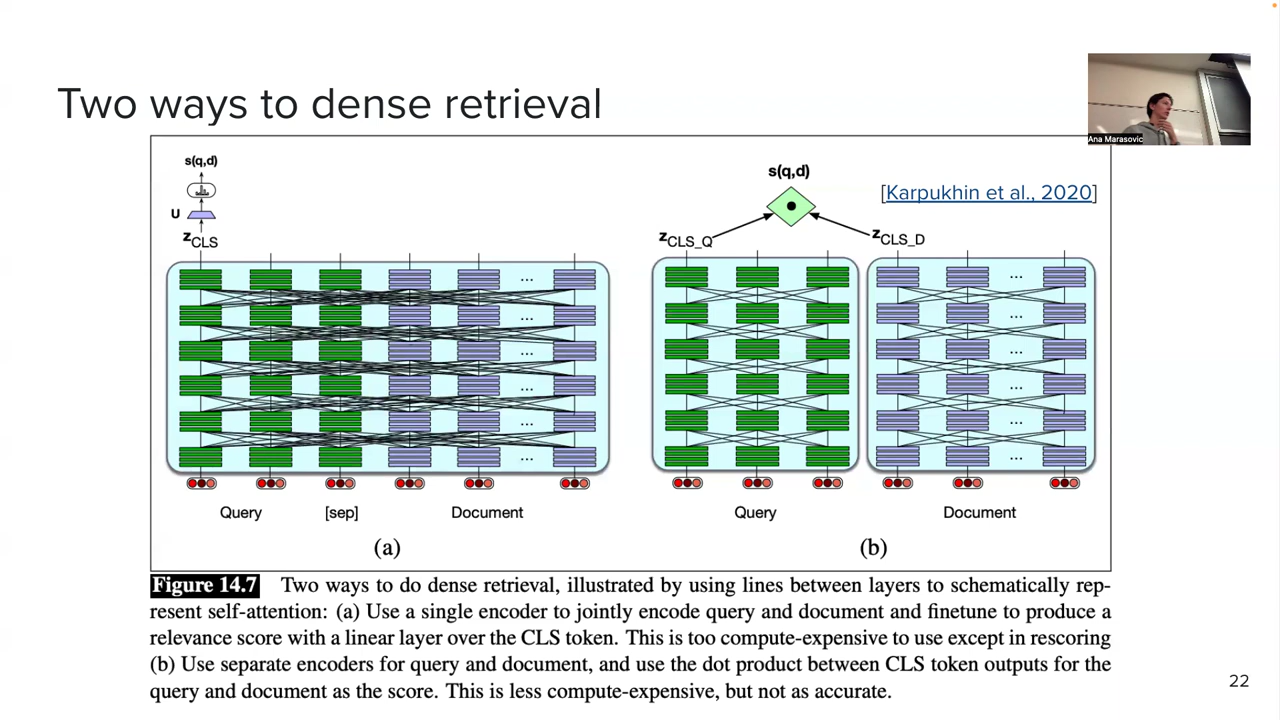 Two ways to dense retrieval
Ana Marasovic
s(q,d)
U
zCLS
Query
[sep]
Document
(a)
s(q,d)
[Karpukhin et al., 2020]
zCLS_Q
zCLS_D
...
...
...
...
...
...
...
...
...
...
...
...
Query
Document
(b)
Figure 14.7 Two ways to do dense retrieval, illustrated by using lines between layers to schematically rep-
resent self-attention: (a) Use a single encoder to jointly encode query and document and finetune to produce a
relevance score with a linear layer over the CLS token. This is too compute-expensive to use except in rescoring
(b) Use separate encoders for query and document, and use the dot product between CLS token outputs for the
query and document as the score. This is less compute-expensive, but not as accurate.
22